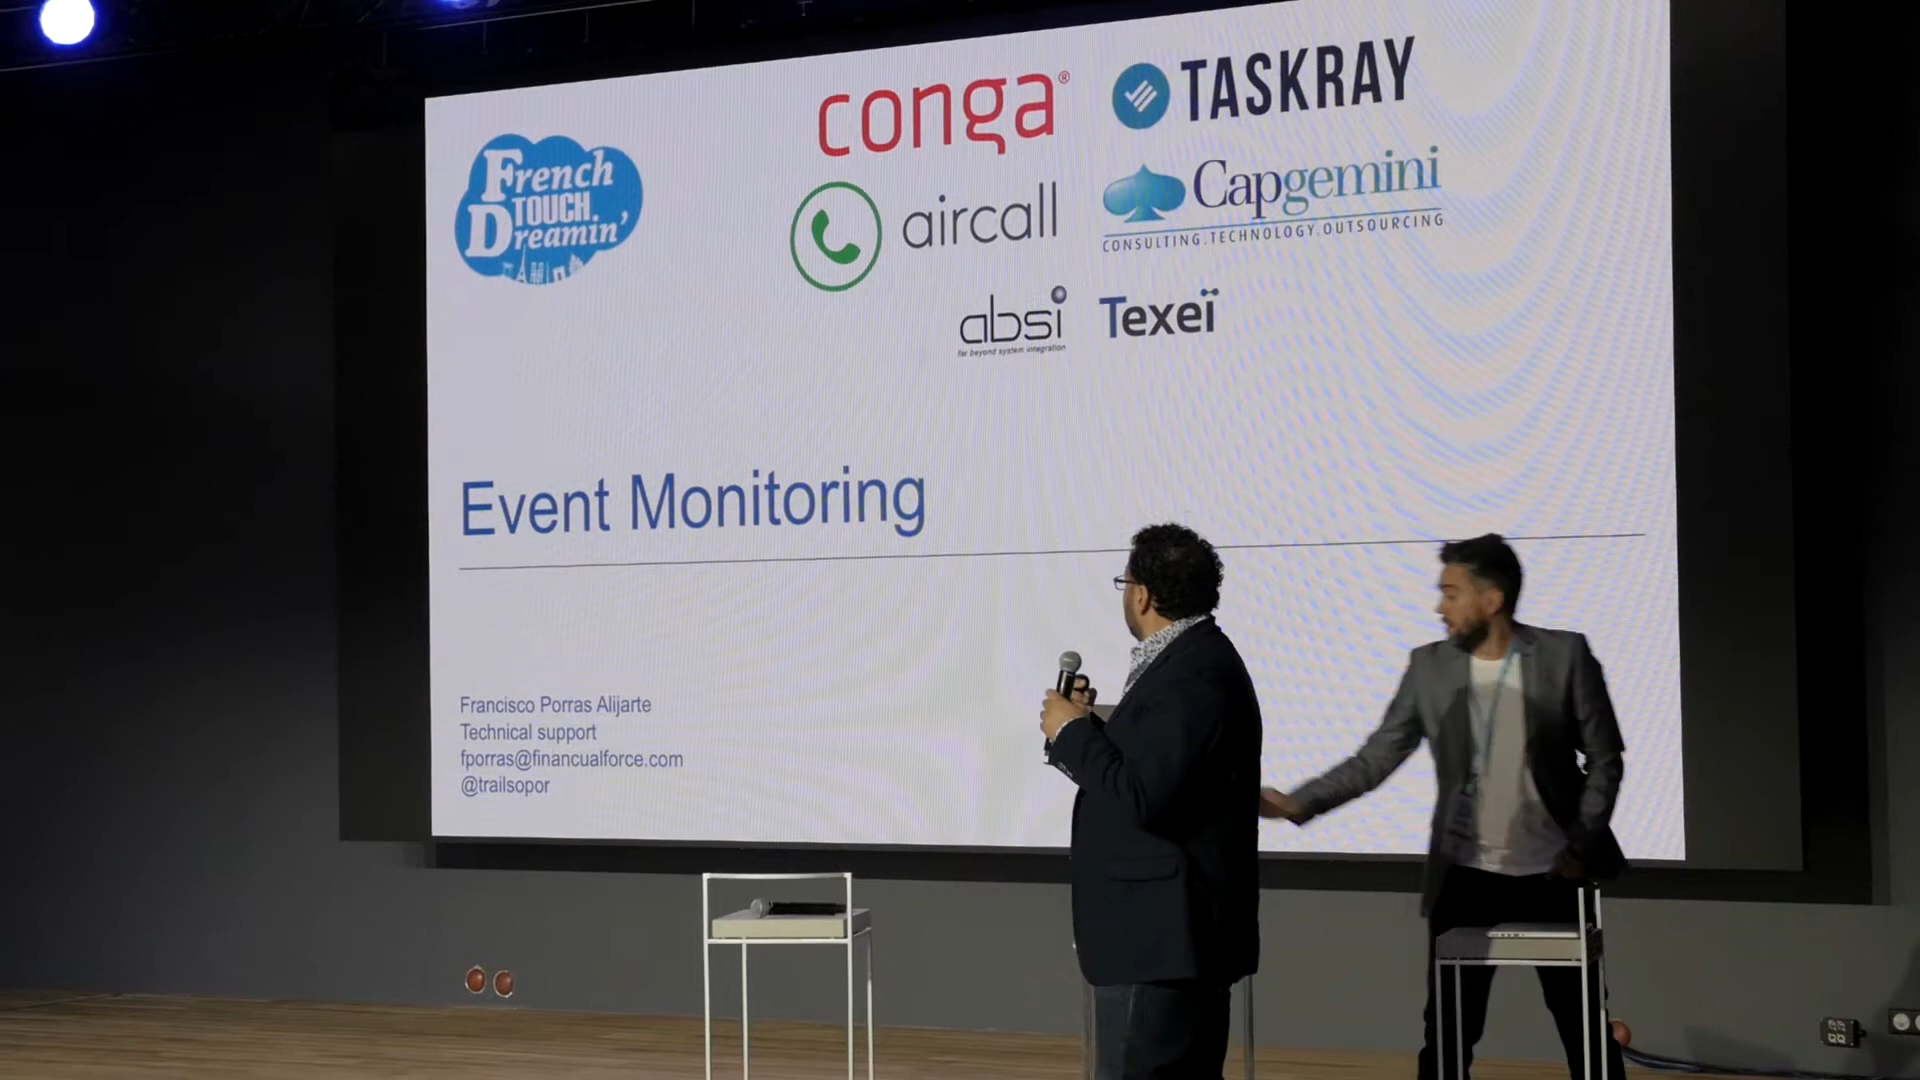 French
TOUCH.
Dreamin'
conga®
TASKRAY
aircall
Capgemini
CONSULTING.TECHNOLOGY.OUTSOURCING
absi
far beyond system integration
Texeï
Event Monitoring
Francisco Porras Alijarte
Technical support
fporras@financualforce.com
@trailsopor